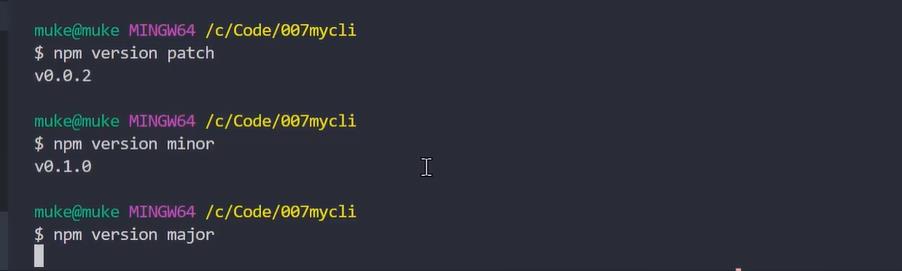 muke@muke MINGW64 /c/Code/007mycli
$ npm version patch
v0.0.2
muke@muke MINGW64 /c/Code/007mycli
$ npm version minor
v0.1.0
muke@muke MINGW64 /c/Code/007mycli
$ npm version major